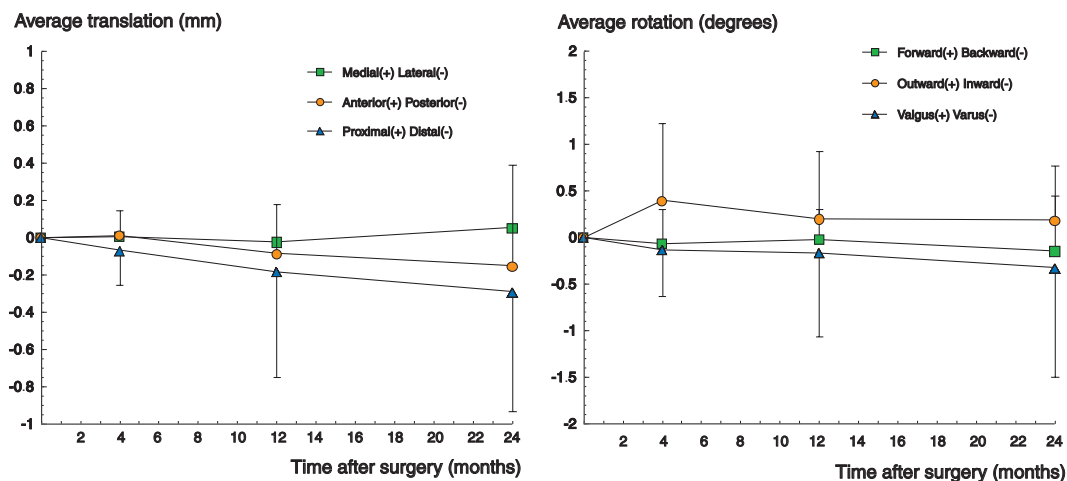 Average translation (mm)
1
0.8
0.6
0.4
0.2
0
-0.2
-0.4
-0.6
-0.8
-1
Medial(+) Lateral(-)
Anterior(+) Posterior(-)
Proximal(+) Distal(-)
2 4 6 8 10 12 14 16 18 20 22 24
Time after surgery (months)
Average rotation (degrees)
2
1.5
1
0.5
0
-0.5
-1
-1.5
-2
Forward(+) Backward(-)
Outward(+) Inward(-)
Valgus(+) Varus(-)
2 4 6 8 10 12 14 16 18 20 22 24
Time after surgery (months)